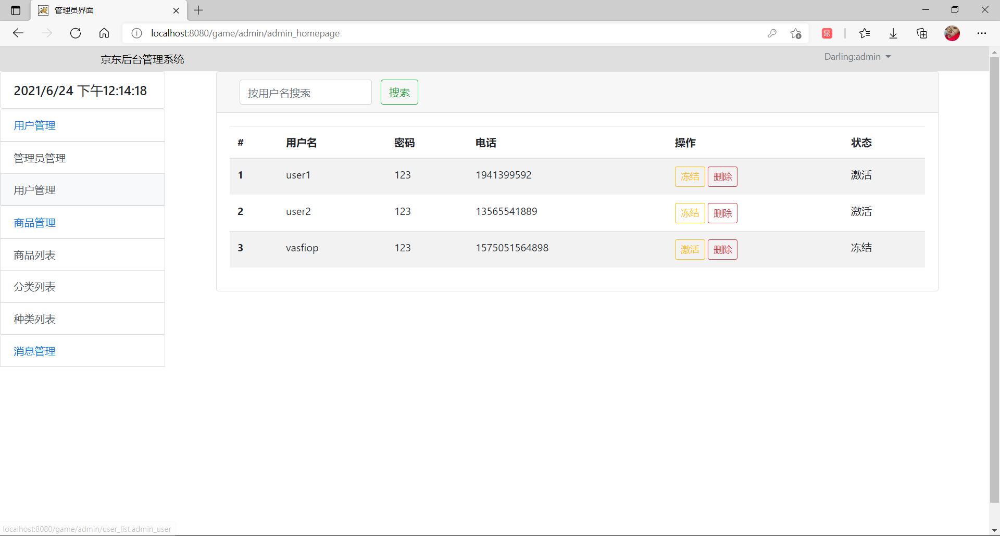 管理员界面
localhost:8080/game/admin/admin_homepage
惠
京东后台管理系统
Darling:admin
2021/6/24 下午12:14:18
用户管理
管理员管理
用户管理
商品管理
商品列表
分类列表
种类列表
消息管理
按用户名搜索 搜索
# 用户名 密码 电话 操作 状态
1 user1 123 1941399592 冻结 删除 激活
2 user2 123 13565541889 冻结 删除 激活
3 vasfiop 123 1575051564898 激活 删除 冻结
localhost:8080/game/admin/user_list.admin_user